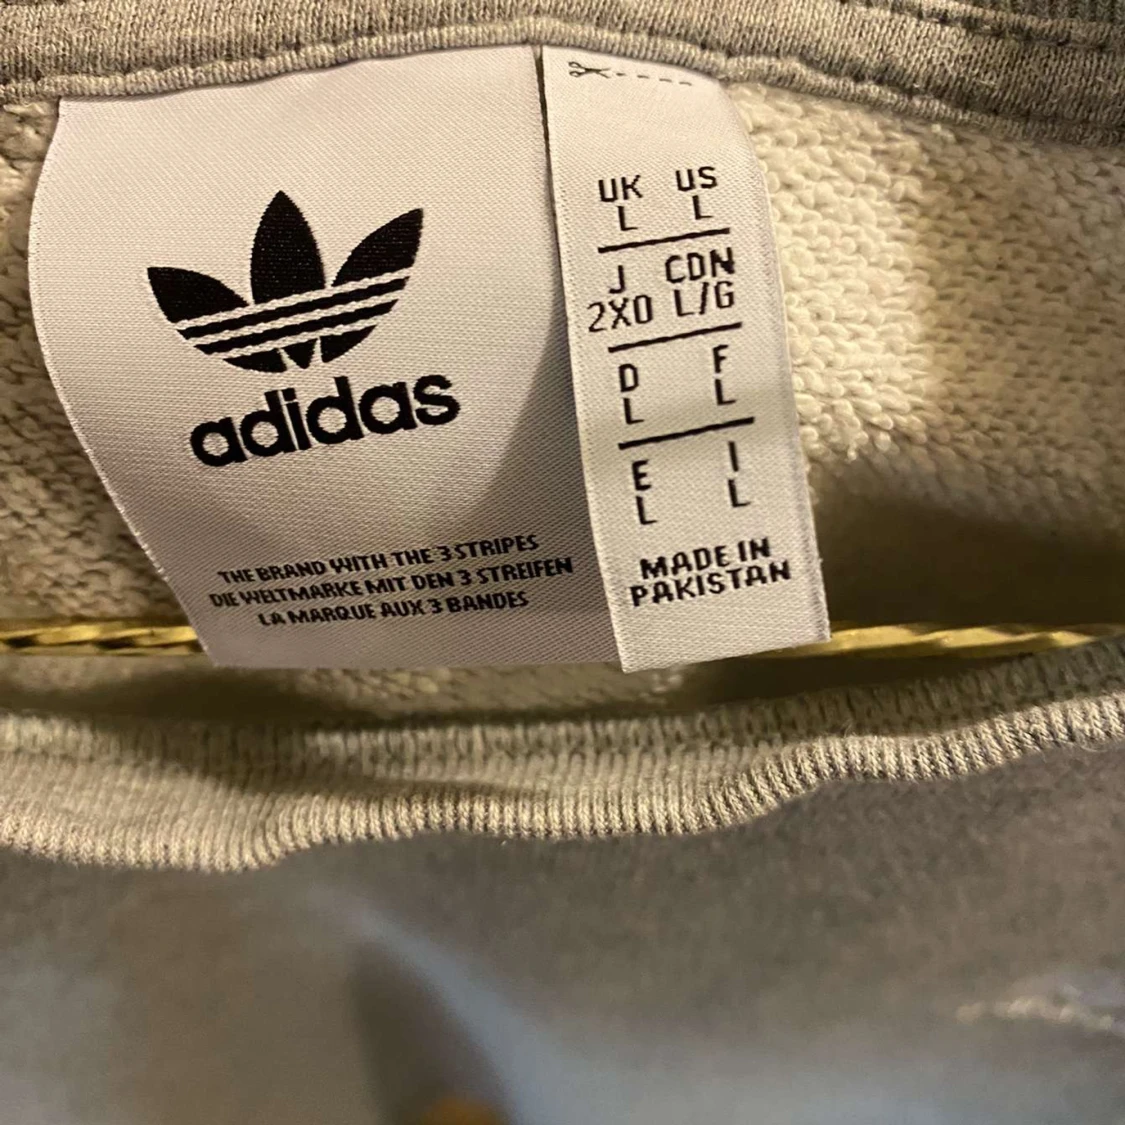 adidas
THE BRAND WITH THE 3 STRIPES
DIE WELTMARKE MIT DEN 3 STREIFEN
LA MARQUE AUX 3 BANDES
UK US
L L
J CDN
2XO L/G
D F
L L
E I
L L
MADE IN
PAKISTAN